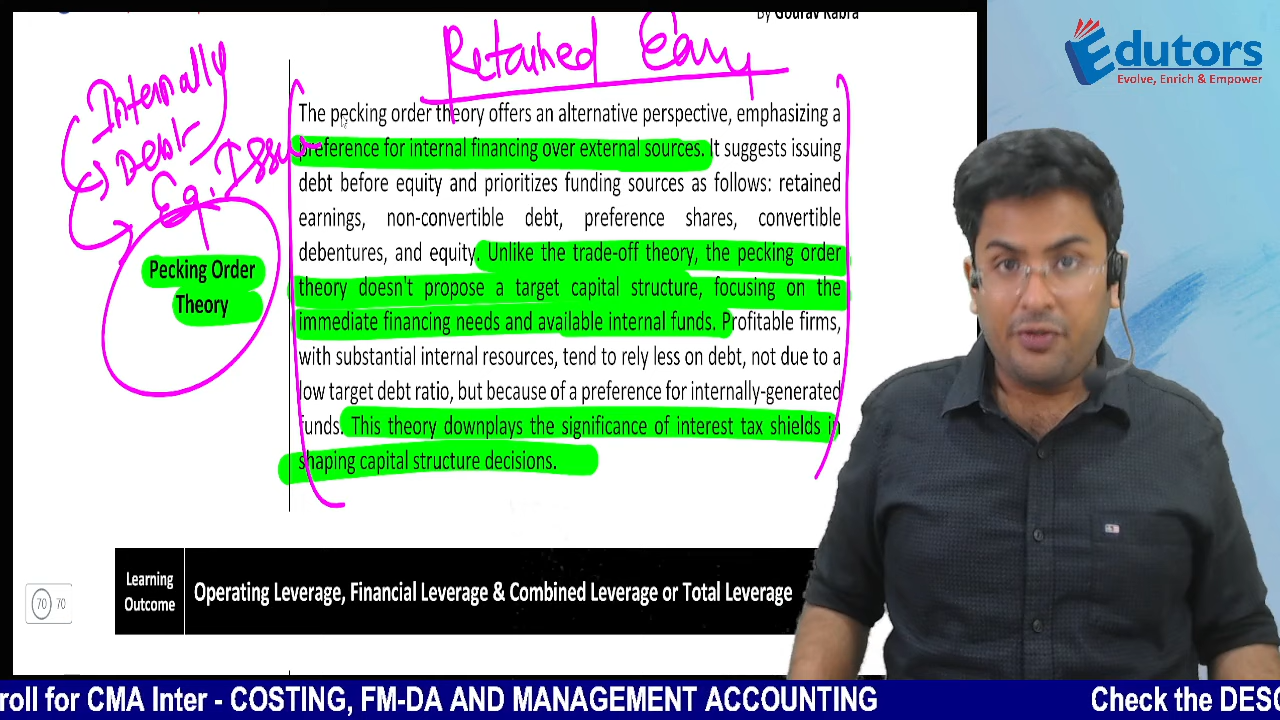 By Gourav Kabra
Retained Earn
Internally
Debt
Eq. Issue
The pecking order theory offers an alternative perspective, emphasizing a
preference for internal financing over external sources. It suggests issuing
debt before equity and prioritizes funding sources as follows: retained
earnings, non-convertible debt, preference shares, convertible
debentures, and equity. Unlike the trade-off theory, the pecking order
theory doesn't propose a target capital structure, focusing on the
immediate financing needs and available internal funds. Profitable firms,
with substantial internal resources, tend to rely less on debt, not due to a
low target debt ratio, but because of a preference for internally-generated
funds. This theory downplays the significance of interest tax shields in
shaping capital structure decisions.
Pecking Order
Theory
Learning
Outcome
Operating Leverage, Financial Leverage & Combined Leverage or Total Leverage
70 70
Edutors
Evolve, Enrich & Empower
roll for CMA Inter - COSTING, FM-DA AND MANAGEMENT ACCOUNTING
Check the DESC